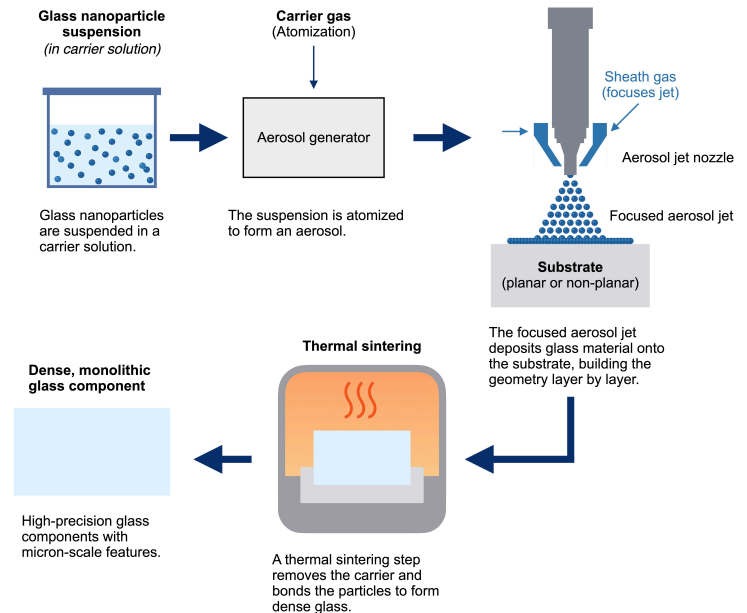 Glass nanoparticle
suspension
(in carrier solution)
Glass nanoparticles
are suspended in a
carrier solution.
Carrier gas
(Atomization)
Aerosol generator
The suspension is atomized
to form an aerosol.
Sheath gas
(focuses jet)
Aerosol jet nozzle
Focused aerosol jet
Substrate
(planar or non-planar)
The focused aerosol jet
deposits glass material onto
the substrate, building the
geometry layer by layer.
Thermal sintering
A thermal sintering step
removes the carrier and
bonds the particles to form
dense glass.
Dense, monolithic
glass component
High-precision glass
components with
micron-scale features.